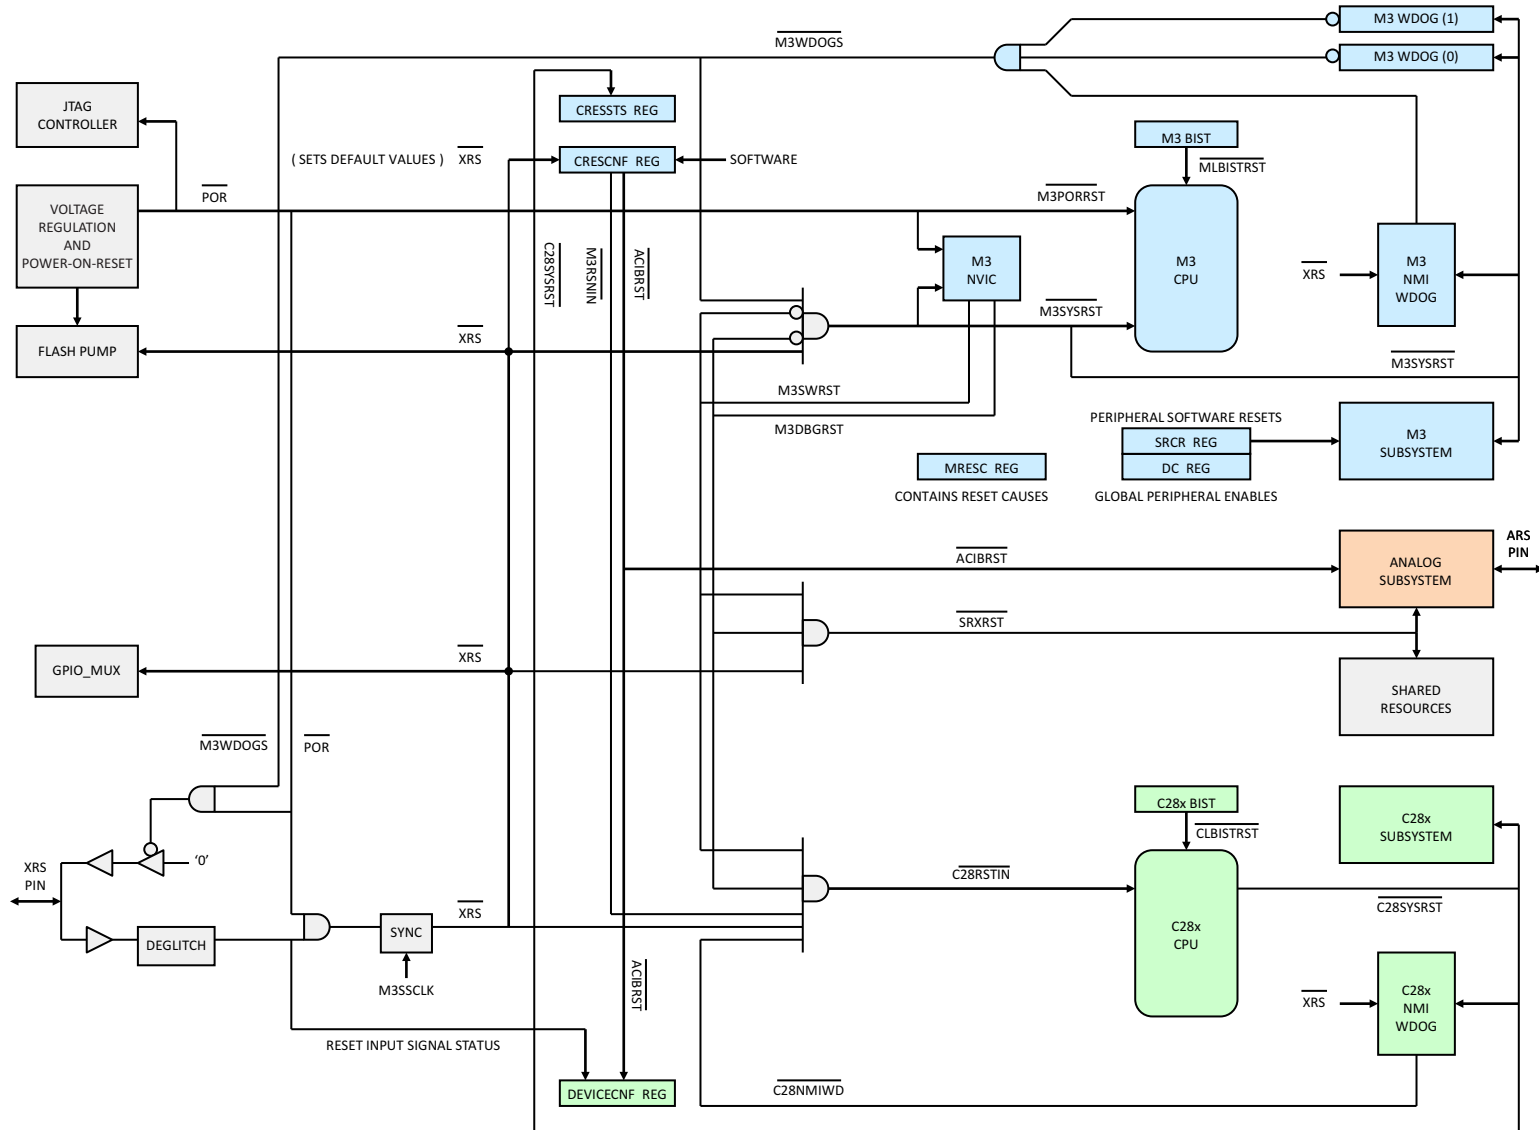 M3 WDOG (1)
M3WDOGS
M3 WDOG (0)
JTAG
CONTROLLER
CRESSTS REG
M3 BIST
( SETS DEFAULT VALUES )
XRS
CRESCNF REG
SOFTWARE
MLBISTRST
POR
M3PORRST
VOLTAGE
REGULATION
AND
POWER-ON-RESET
C28SYSRST
M3RSNIN
ACIBRST
M3
NVIC
M3
CPU
XRS
M3
NMI
WDOG
M3SYSRST
FLASH PUMP
XRS
M3SYSRST
M3SWRST
M3DBGRST
PERIPHERAL SOFTWARE RESETS
SRCR REG
M3
SUBSYSTEM
MRESC REG
DC REG
CONTAINS RESET CAUSES
GLOBAL PERIPHERAL ENABLES
ACIBRST
ANALOG
SUBSYSTEM
ARS
PIN
SRXRST
GPIO_MUX
XRS
SHARED
RESOURCES
M3WDOGS
POR
C28x BIST
CLBISTRST
C28x
SUBSYSTEM
XRS
PIN
‘0’
C28RSTIN
C28SYSRST
DEGLITCH
SYNC
XRS
C28x
CPU
M3SSCLK
ACIBRST
XRS
C28x
NMI
WDOG
RESET INPUT SIGNAL STATUS
DEVICECNF REG
C28NMIWD